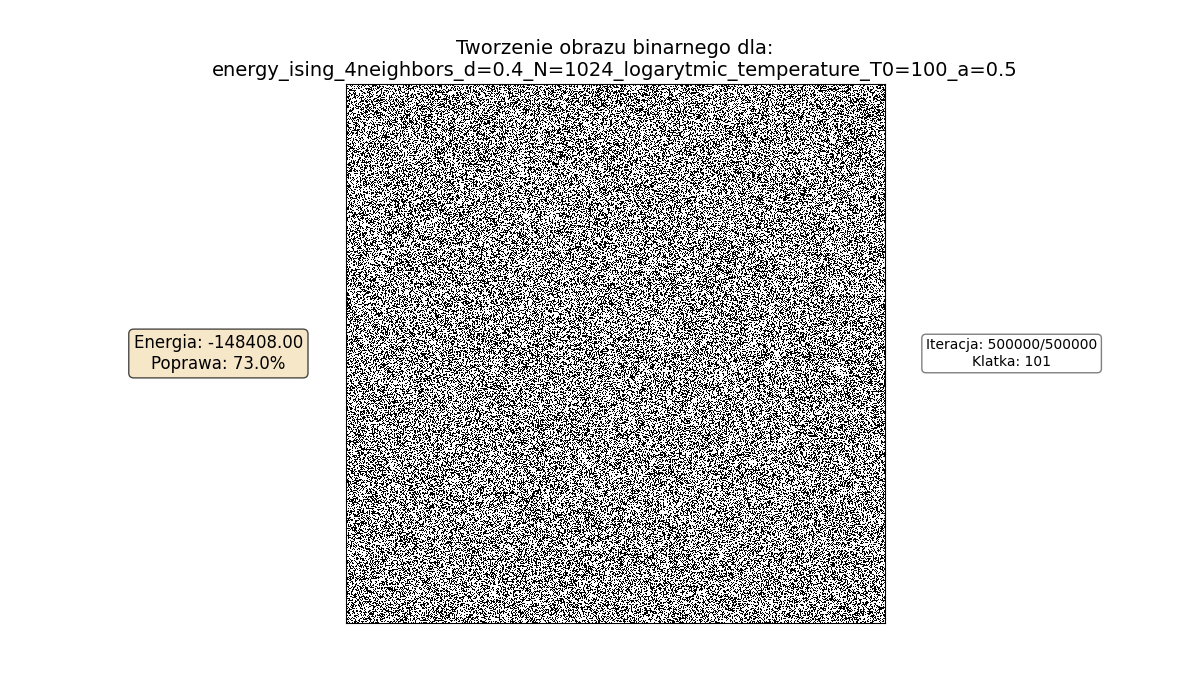 Tworzenie obrazu binarnego dla:
energy_ising_4neighbors_d=0.4_N=1024_logarytmic_temperature_T0=100_a=0.5
Energia: -148408.00
Poprawa: 73.0%
Iteracja: 500000/500000
Klatka: 101